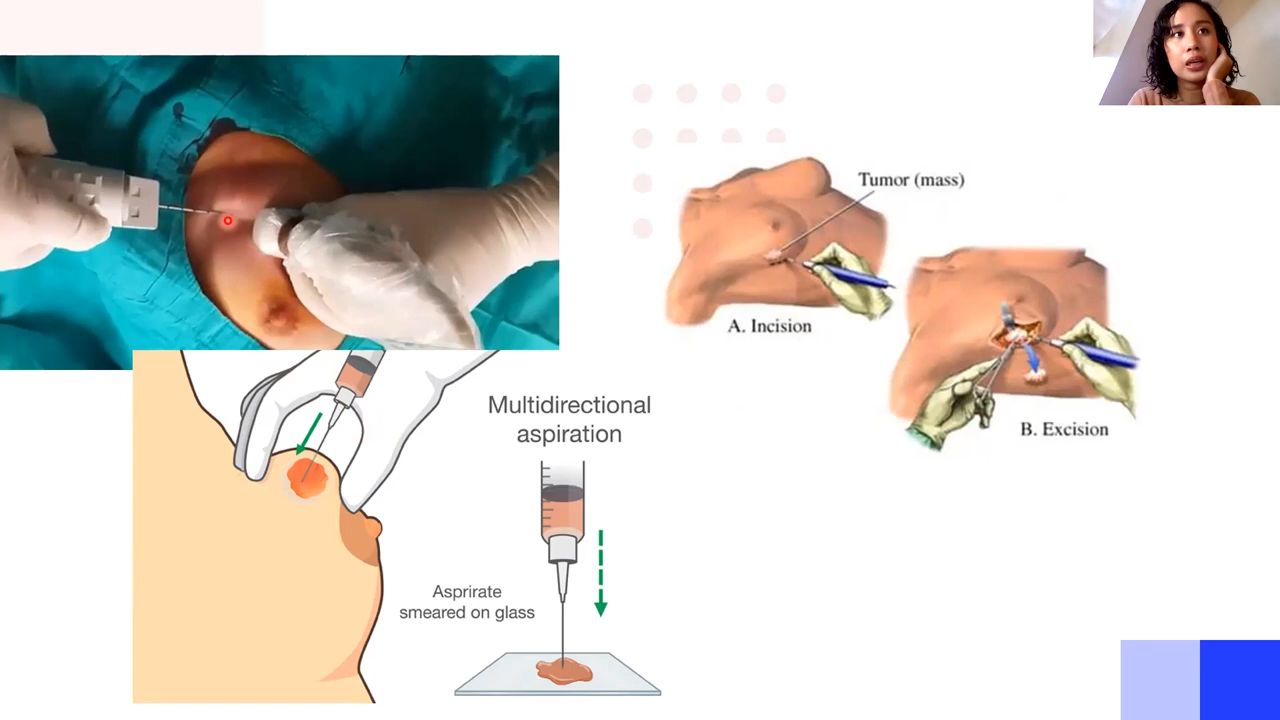 Tumor (mass)
A. Incision
B. Excision
Multidirectional
aspiration
Asprirate
smeared on glass